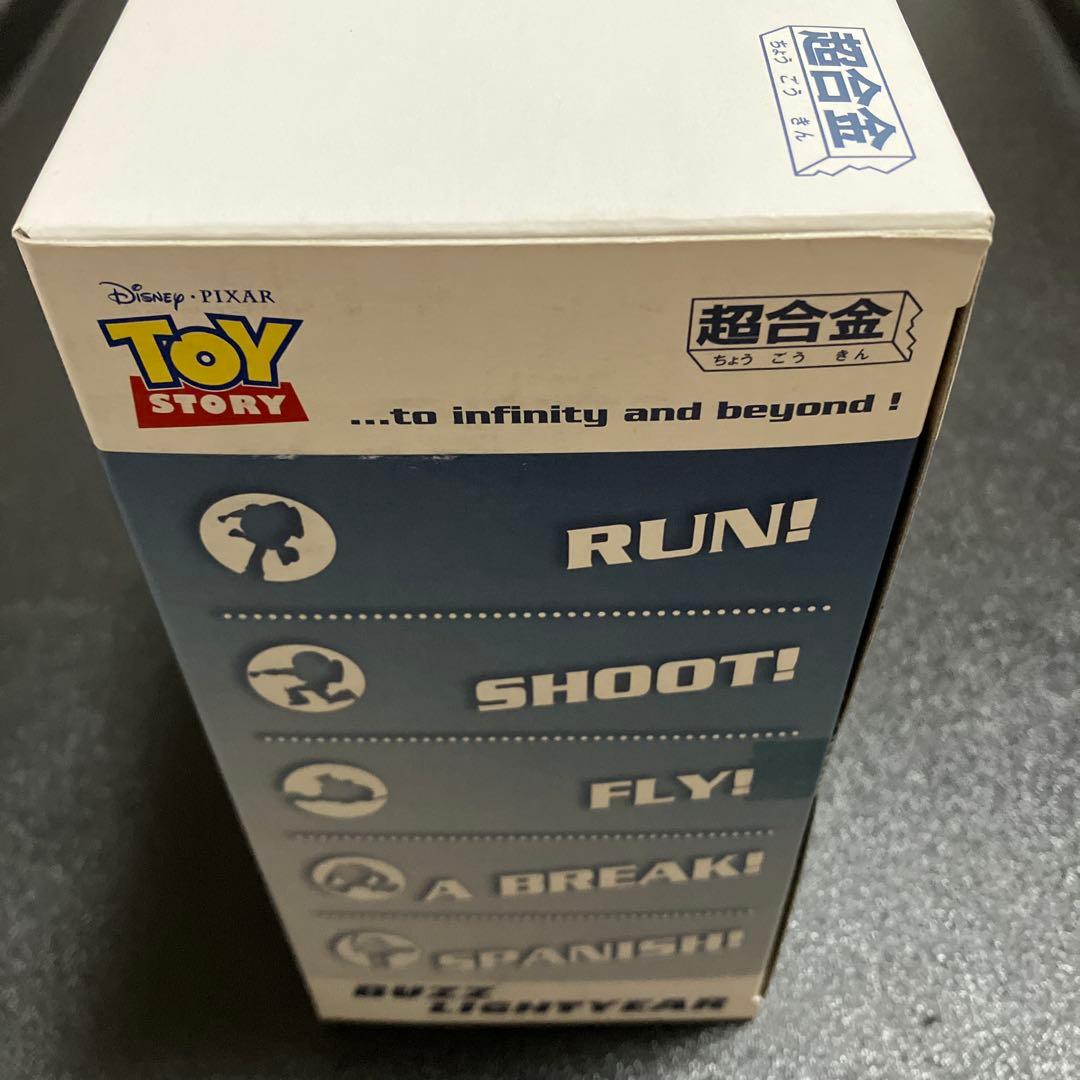 超合金
ちょう ごう きん
Disney · PIXAR
TOY
STORY
超合金
ちょう ごう きん
...to infinity and beyond !
RUN!
SHOOT!
FLY!
A BREAK!
SPANISH!
BUZZ
LIGHTYEAR